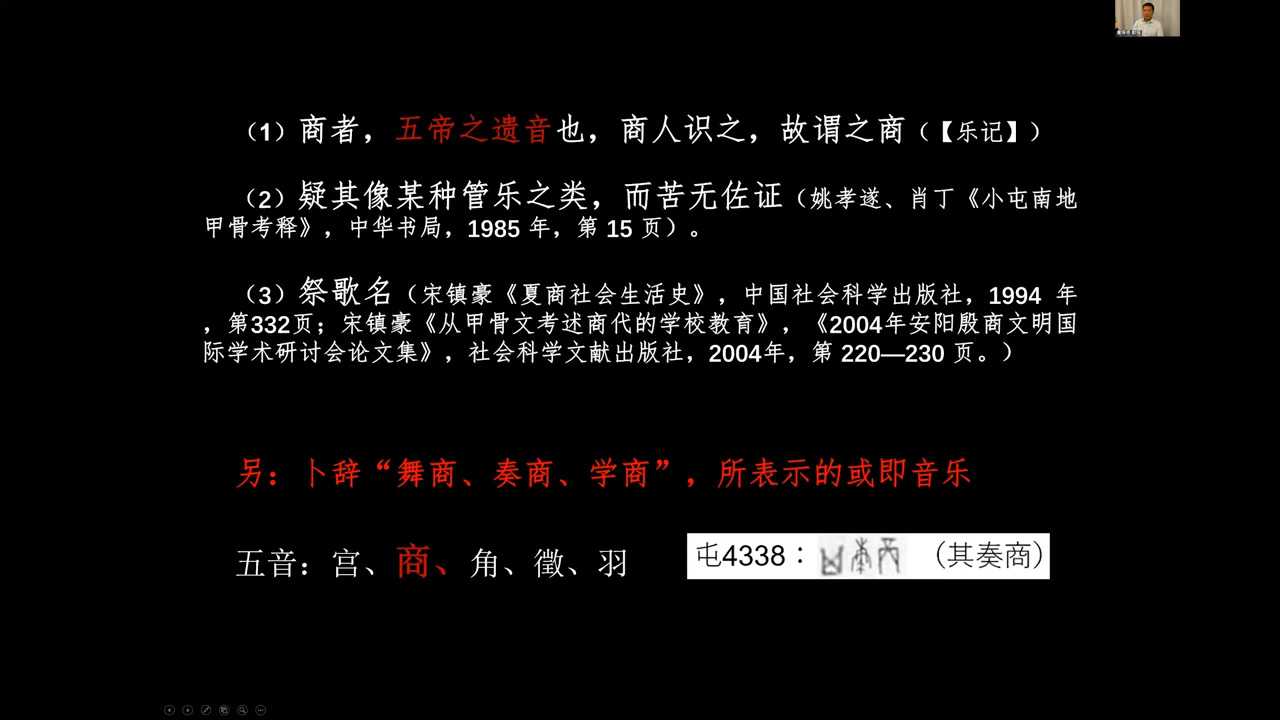 （1）商者，五帝之遗音也，商人识之，故谓之商（【乐记】）
（2）疑其像某种管乐之类，而苦无佐证（姚孝遂、肖丁《小屯南地
甲骨考释》，中华书局，1985 年，第 15 页）。
（3）祭歌名（宋镇豪《夏商社会生活史》，中国社会科学出版社，1994 年
，第332页；宋镇豪《从甲骨文考述商代的学校教育》，《2004年安阳殷商文明国
际学术研讨会论文集》，社会科学文献出版社，2004年，第 220—230 页。）
另：卜辞“舞商、奏商、学商”，所表示的或即音乐
五音：宫、商、角、徵、羽
屯4338：（其奏商）